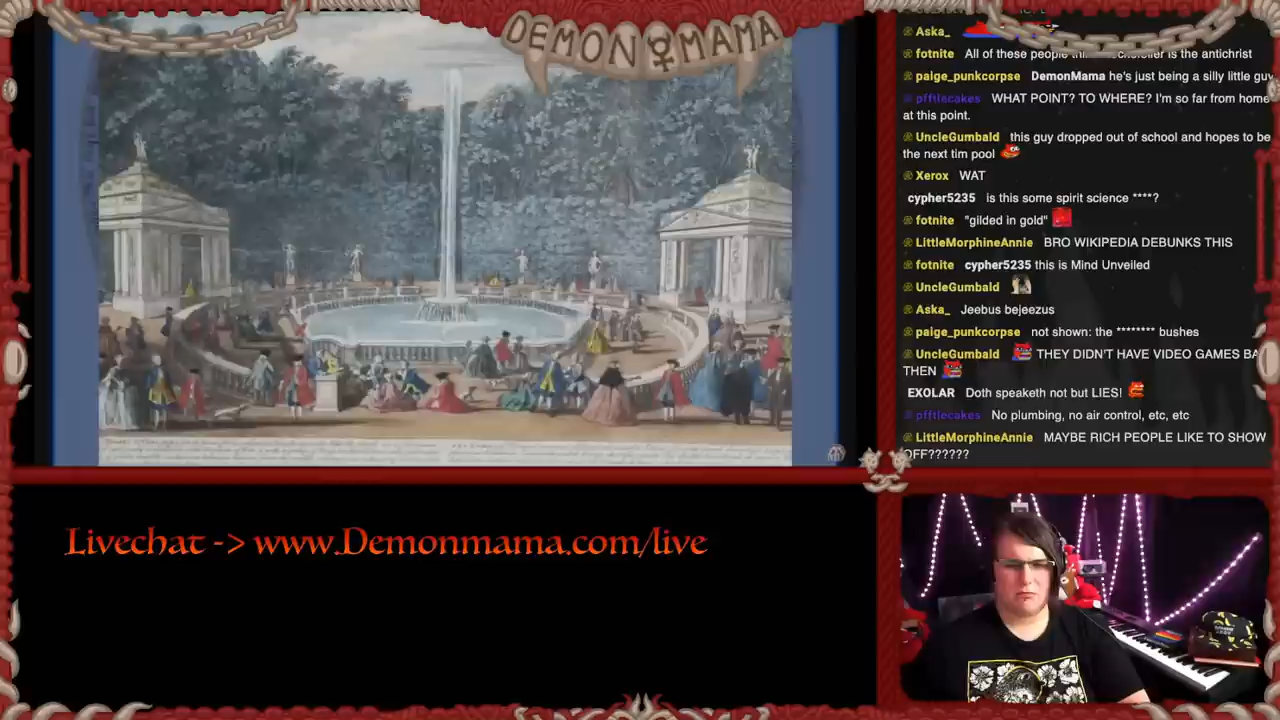 DEMON MAMA
Aska_
fotnite All of these people is the antichrist
paige_punkcorpse DemonMama he's just being a silly little guy
pfftlecakes WHAT POINT? TO WHERE? I'm so far from home
at this point.
UncleGumbald this guy dropped out of school and hopes to be
the next tim pool
Xerox WAT
cypher5235 is this some spirit science ****?
fotnite "gilded in gold"
LittleMorphineAnnie BRO WIKIPEDIA DEBUNKS THIS
fotnite cypher5235 this is Mind Unveiled
UncleGumbald
Aska_ Jeebus bejeezus
paige_punkcorpse not shown: the ******** bushes
UncleGumbald THEY DIDN'T HAVE VIDEO GAMES BA
THEN
EXOLAR Doth speaketh not but LIES!
pfftlecakes No plumbing, no air control, etc, etc
LittleMorphineAnnie MAYBE RICH PEOPLE LIKE TO SHOW
OFF??????
Livechat -> www.Demonmama.com/live